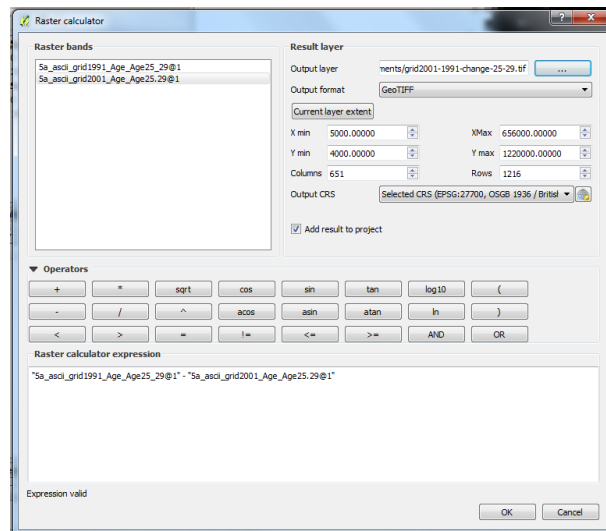 Raster calculator
Raster bands
5a_ascii_grid1991_Age_Age25_29@1
5a_ascii_grid2001_Age_Age25.29@1
Result layer
Output layer ments/grid2001-1991-change-25-29.tif ...
Output format GeoTIFF
Current layer extent
X min 5000.00000 XMax 656000.00000
Y min 4000.00000 Y max 1220000.00000
Columns 651 Rows 1216
Output CRS Selected CRS (EPSG:27700, OSGB 1936 / British
Add result to project
Operators
+ * sqrt cos sin tan log10 (
- / ^ acos asin atan ln )
< > = != <= >= AND OR
Raster calculator expression
"5a_ascii_grid1991_Age_Age25_29@1" - "5a_ascii_grid2001_Age_Age25.29@1"
Expression valid
OK Cancel